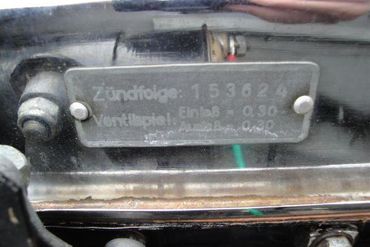 Zündfolge: 1 5 3 6 2 4
Ventilspiel: Einlaß = 0,30
Auslaß = 0,30